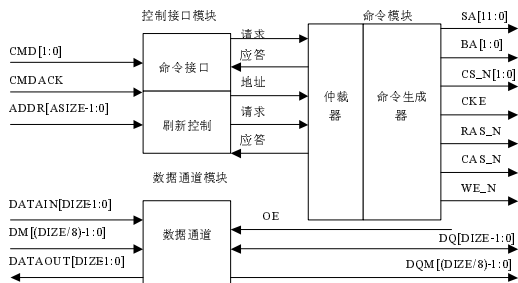 控制接口模块
命令模块
CMD[1:0]
CMDACK
ADDR[ASIZE-1:0]
命令接口
刷新控制
请求
应答
地址
请求
应答
仲裁器
命令生成器
SA[11:0]
BA[1:0]
CS_N[1:0]
CKE
RAS_N
CAS_N
WE_N
数据通道模块
DATAIN[DIZE-1:0]
DM[(DIZE/8)-1:0]
DATAOUT[DIZE-1:0]
数据通道
OE
DQ[DIZE-1:0]
DQM[(DIZE/8)-1:0]